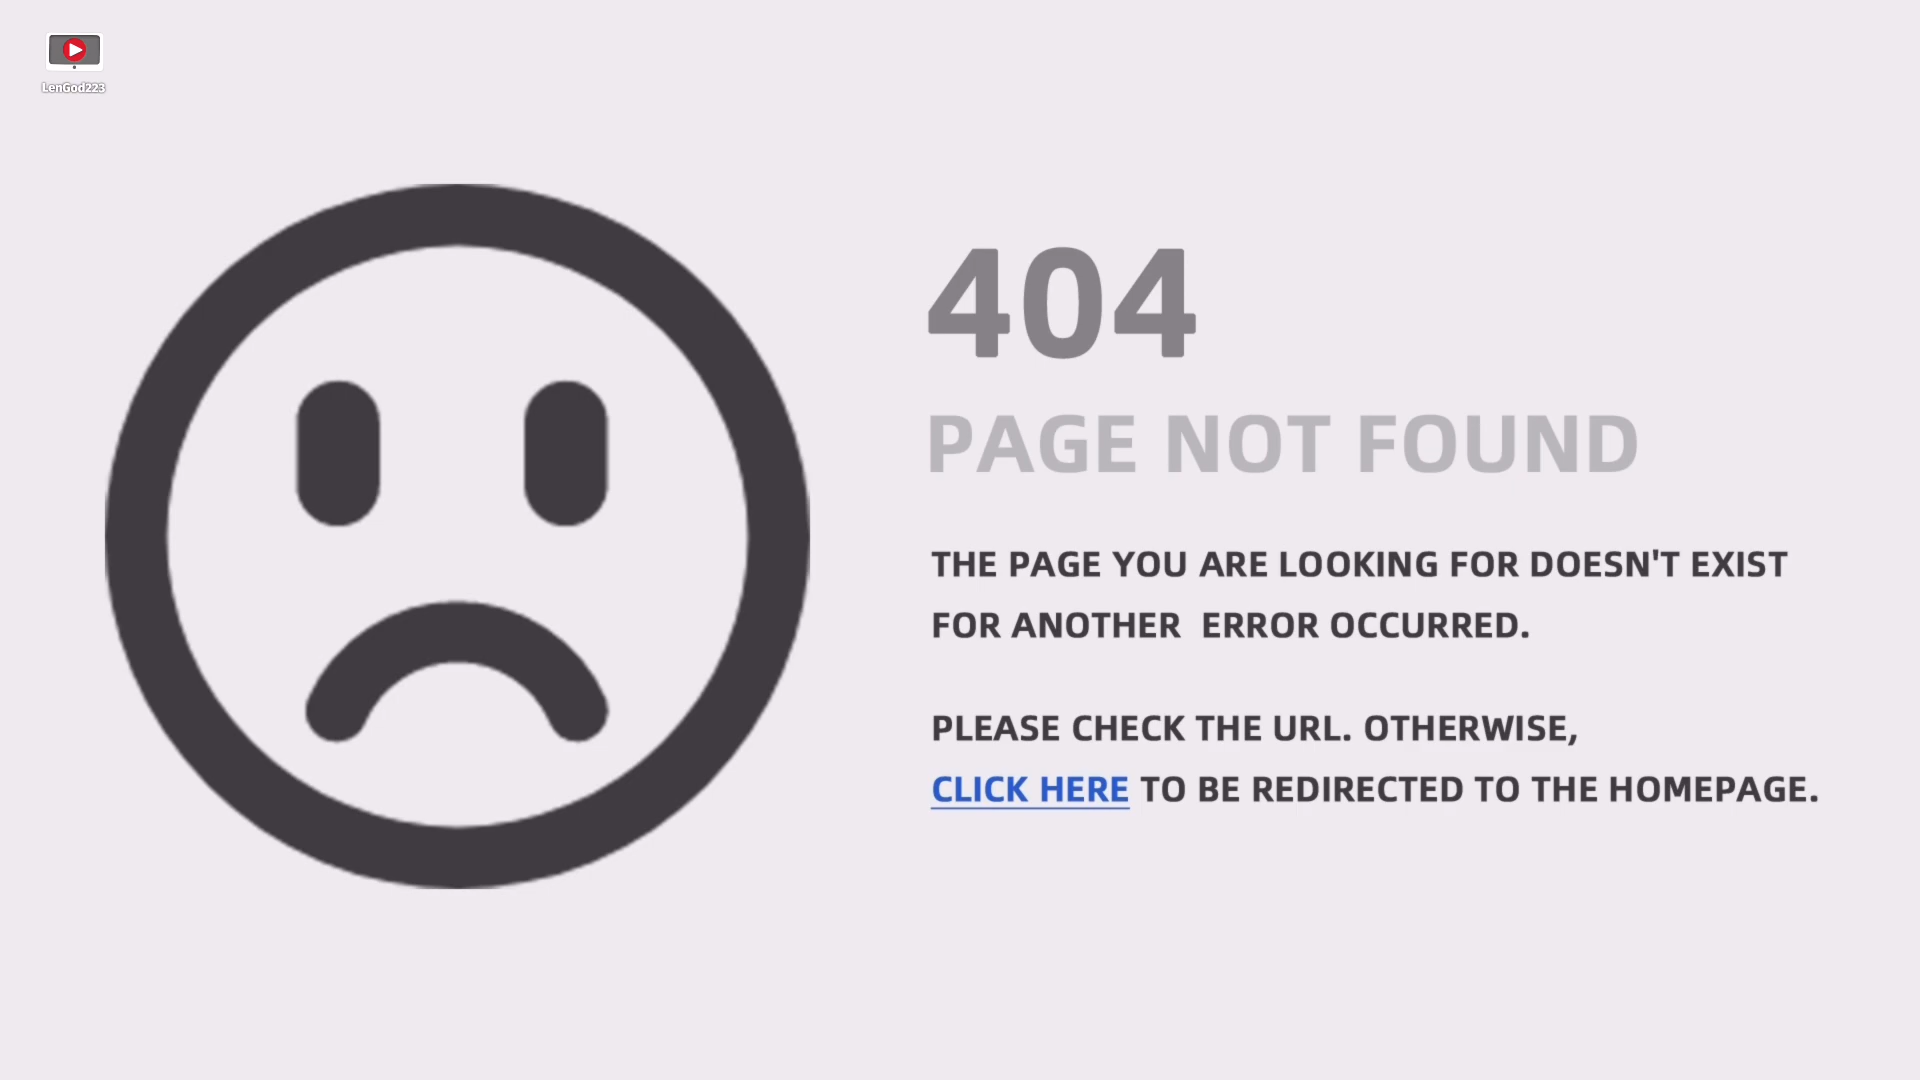 LenGod223
404
PAGE NOT FOUND
THE PAGE YOU ARE LOOKING FOR DOESN'T EXIST
FOR ANOTHER  ERROR OCCURRED.
PLEASE CHECK THE URL. OTHERWISE,
CLICK HERE TO BE REDIRECTED TO THE HOMEPAGE.